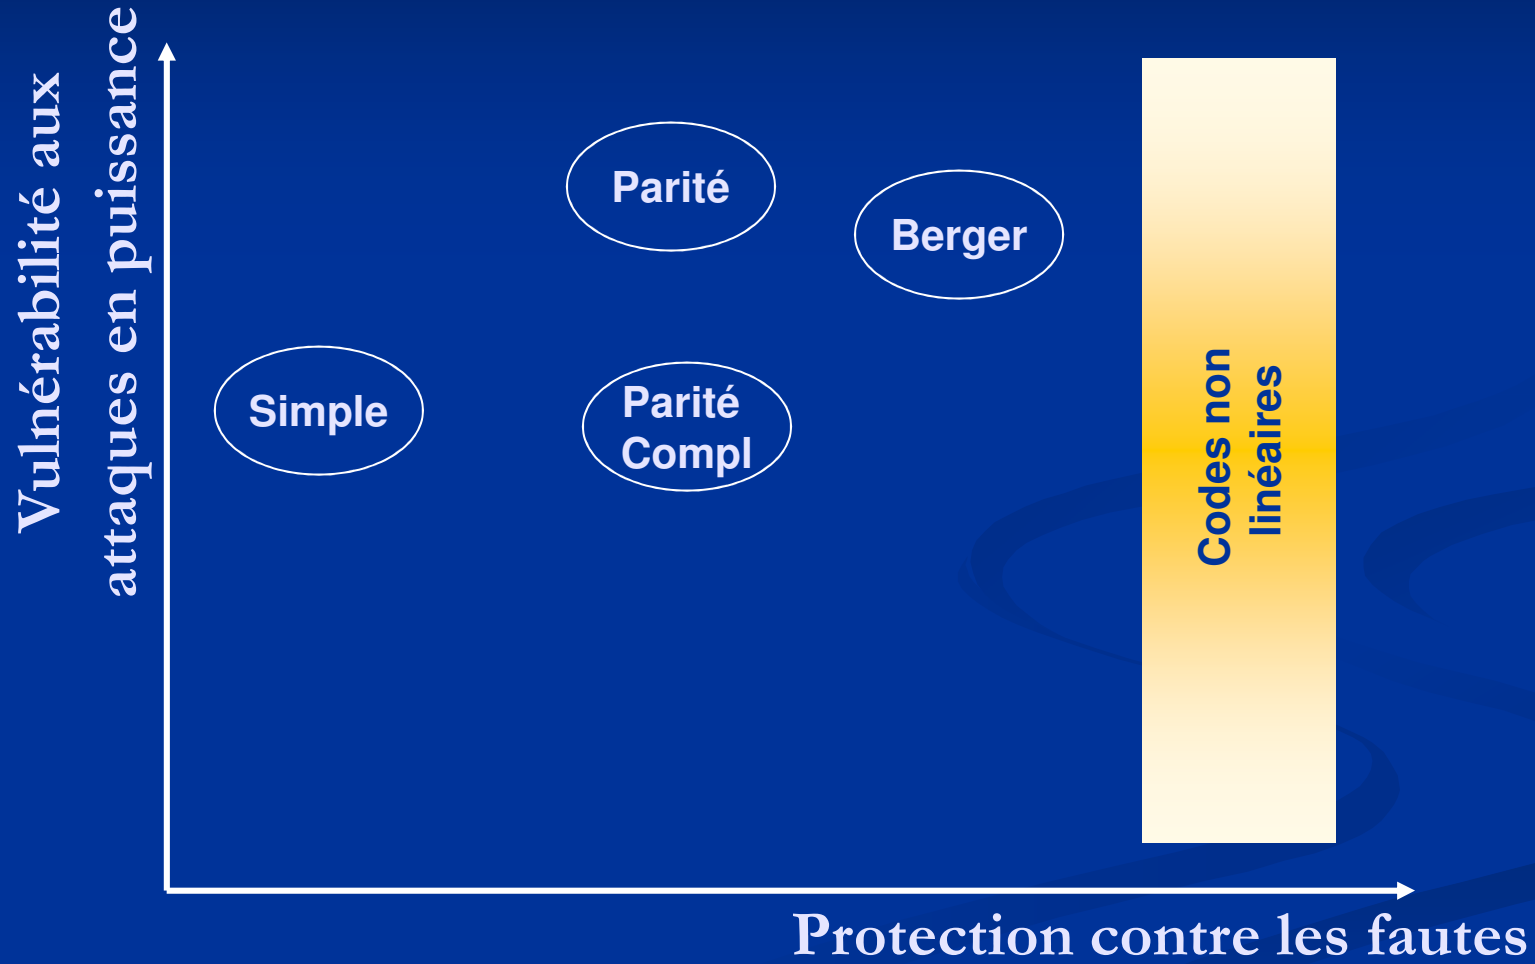 Vulnérabilité aux
attaques en puissance
Parité
Berger
Simple
Parité
Compl
Codes non
linéaires
Protection contre les fautes